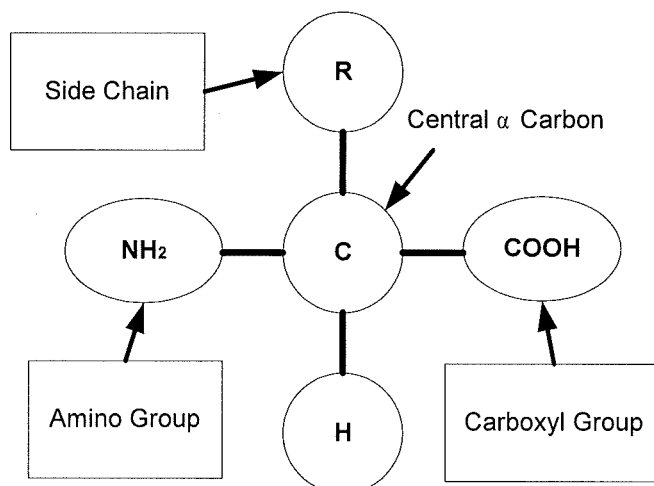 R
Side Chain
Central α Carbon
NH₂
C
COOH
Amino Group
H
Carboxyl Group